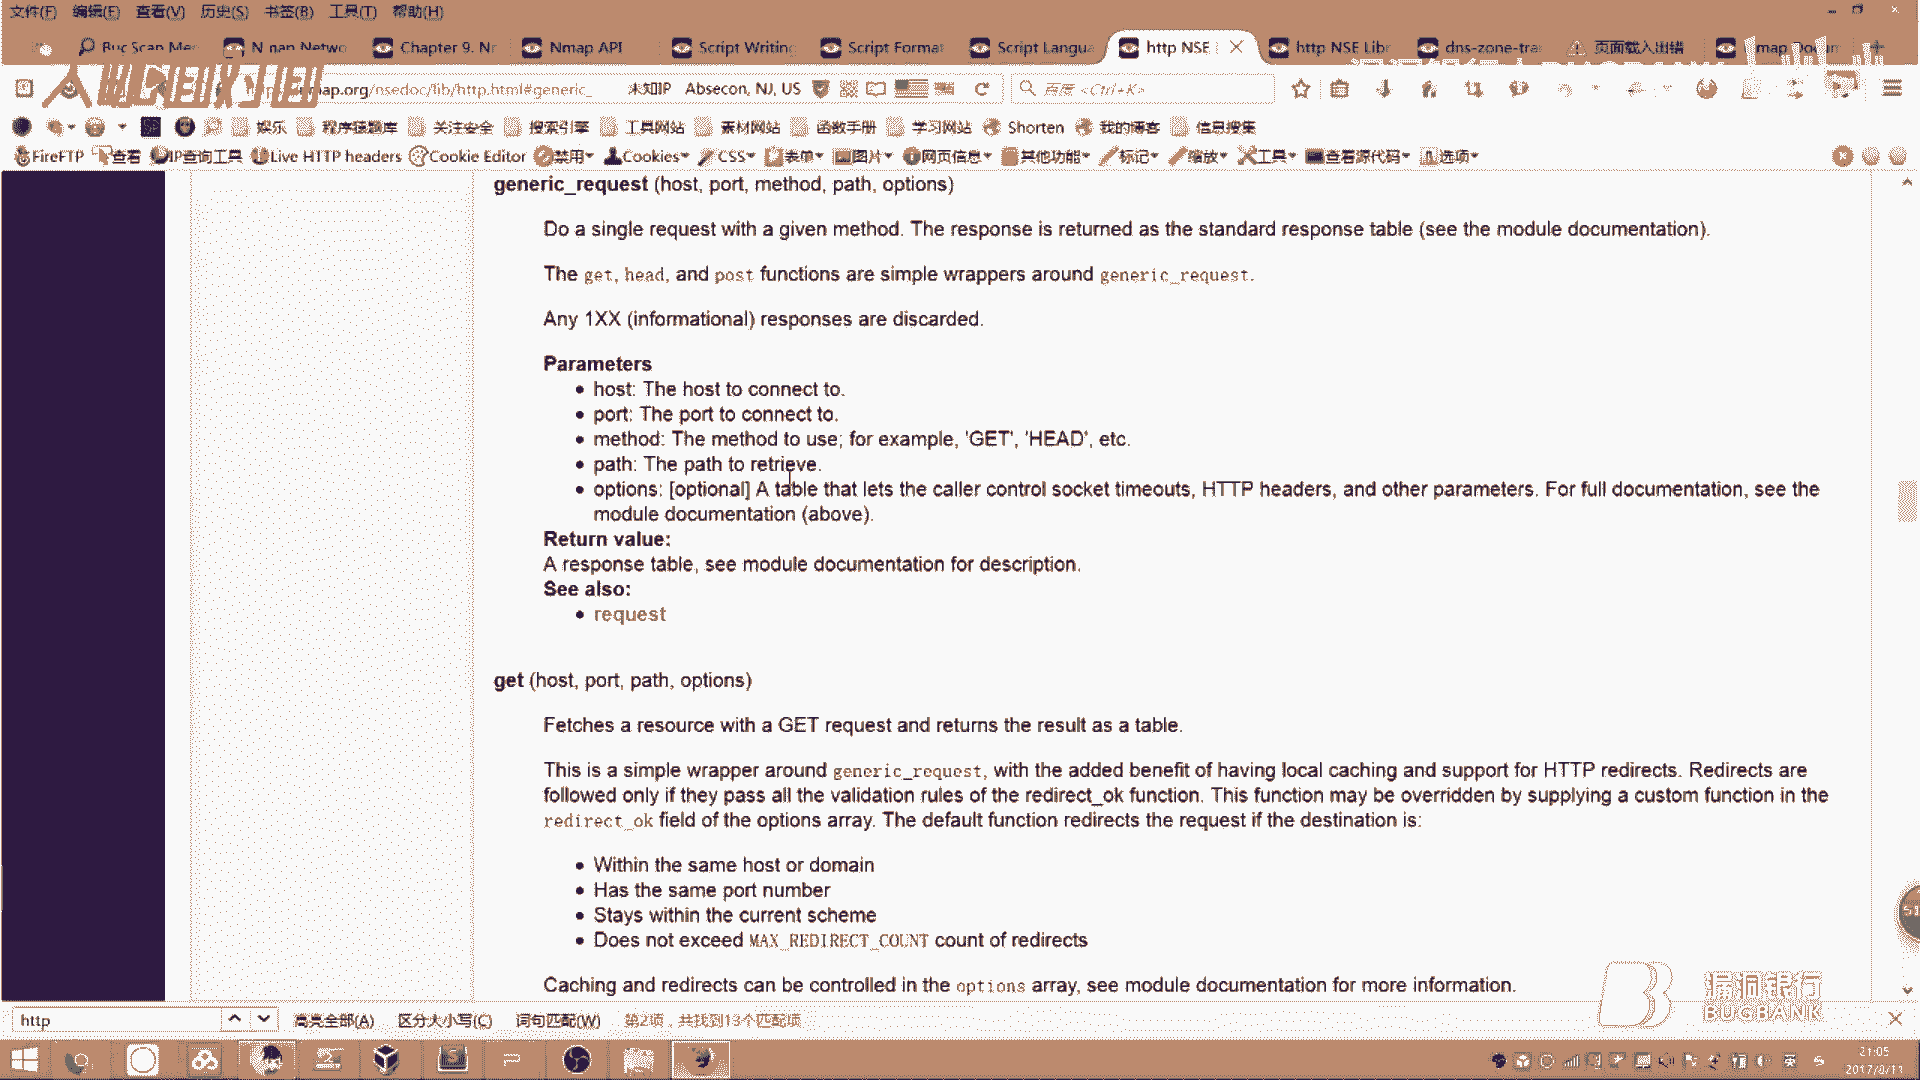 文件(F) 编辑(E) 查看(V) 历史(S) 书签(B) 工具(T) 帮助(H)
Chapter 9. Nmap API Script Writing Script Format Script Langua http NSE http NSE Libr dns-zone-tra 页面载入出错
map.org/nsedoc/lib/http.html#generic_ 未知IP Absecon, NJ, US 百度 <Ctrl+K>
娱乐 程序猿题库 关注安全 搜索引擎 工具网站 素材网站 函数手册 学习网站 Shorten 我的博客 信息搜集
FireFTP 查看 IP查询工具 Live HTTP headers Cookie Editor 禁用 Cookies CSS 表单 图片 网页信息 其他功能 标记 缩放 工具 查看源代码 选项
generic_request (host, port, method, path, options)
Do a single request with a given method. The response is returned as the standard response table (see the module documentation).
The get, head, and post functions are simple wrappers around generic_request.
Any 1XX (informational) responses are discarded.
Parameters
• host: The host to connect to.
• port: The port to connect to.
• method: The method to use; for example, 'GET', 'HEAD', etc.
• path: The path to retrieve.
• options: [optional] A table that lets the caller control socket timeouts, HTTP headers, and other parameters. For full documentation, see the
module documentation (above).
Return value:
A response table, see module documentation for description.
See also:
• request
get (host, port, path, options)
Fetches a resource with a GET request and returns the result as a table.
This is a simple wrapper around generic_request, with the added benefit of having local caching and support for HTTP redirects. Redirects are
followed only if they pass all the validation rules of the redirect_ok function. This function may be overridden by supplying a custom function in the
redirect_ok field of the options array. The default function redirects the request if the destination is:
• Within the same host or domain
• Has the same port number
• Stays within the current scheme
• Does not exceed MAX_REDIRECT_COUNT count of redirects
Caching and redirects can be controlled in the options array, see module documentation for more information.
漏洞银行
BUGBANK
http 高亮全部(A) 区分大小写(C) 词句匹配(W) 第2项，共找到13个匹配项
英
21:05
2017/8/11